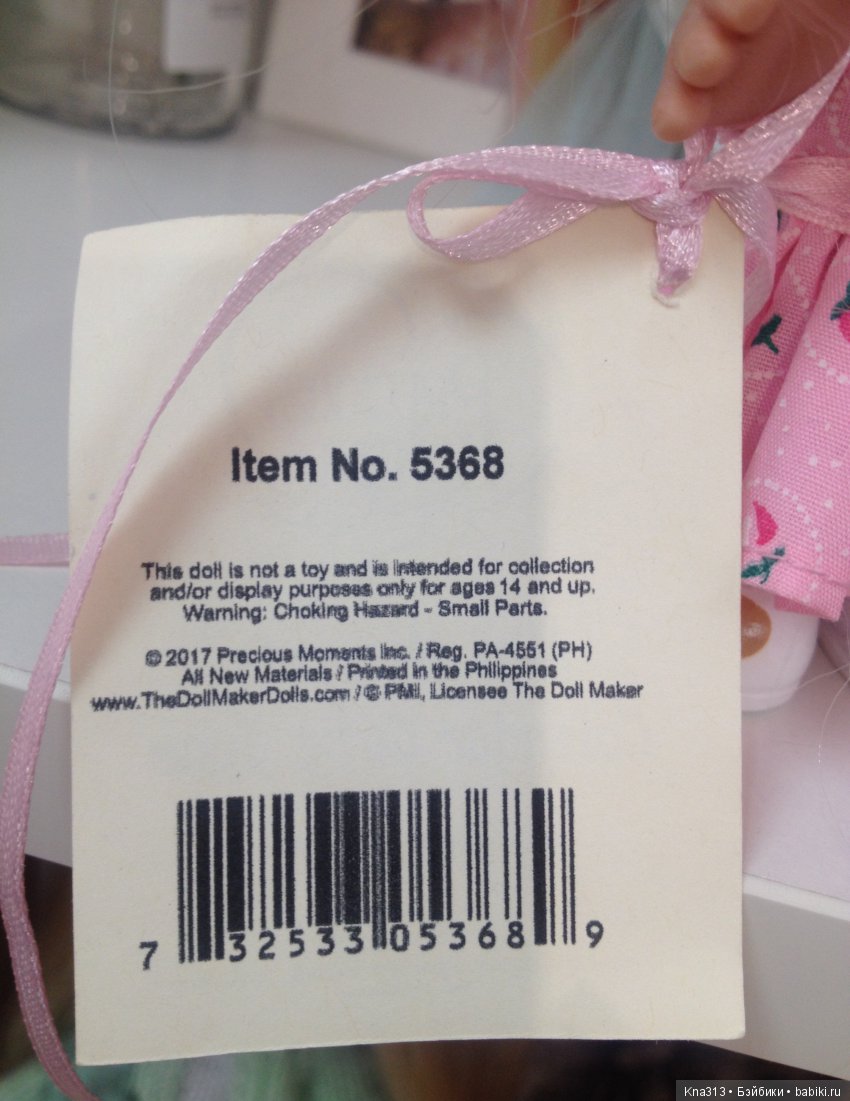 Item No. 5368
This doll is not a toy and is intended for collection
and/or display purposes only for ages 14 and up.
Warning: Choking Hazard - Small Parts.
© 2017 Precious Moments Inc. / Reg. PA-4551 (PH)
All New Materials / Printed in the Philippines
www.TheDollMakerDolls.com / © PMI, Licensee The Doll Maker
7 32533 05368 9
Kna313 • Бэйбики • babiki.ru